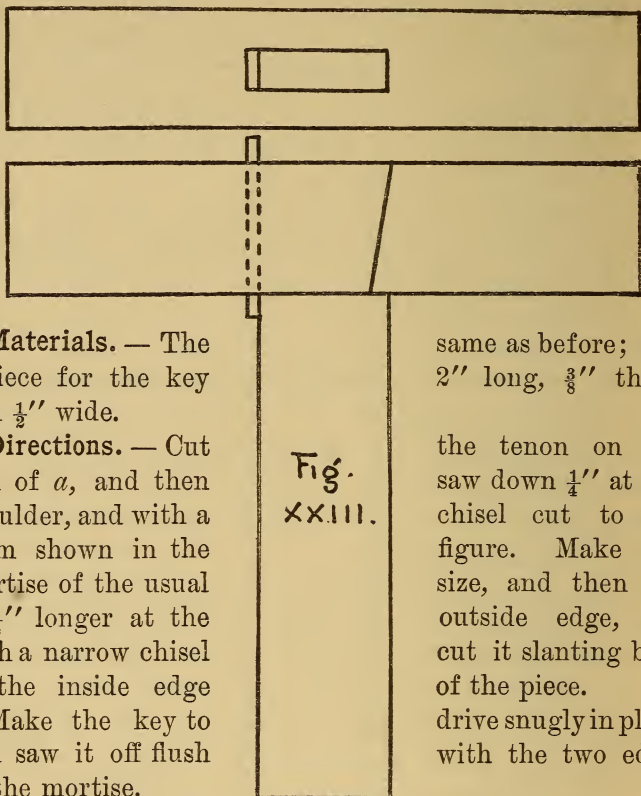 Materials. — The same as before;
iece for the key 2″ long, ⅜″ th
½″ wide.
Directions. — Cut the tenon on
of a, and then saw down ¼″ at
ulder, and with a chisel cut to
m shown in the figure. Make
rtise of the usual size, and then
″ longer at the outside edge,
h a narrow chisel cut it slanting b
the inside edge of the piece.
Make the key to drive snugly in pl
saw it off flush with the two ed
the mortise.
Fig.
XXIII.